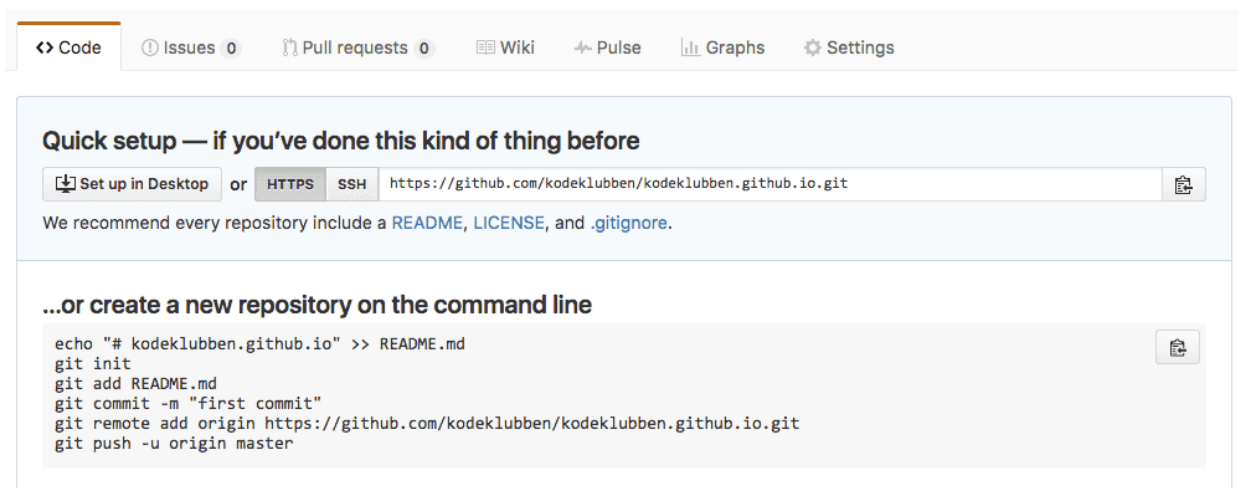 <> Code Issues 0 Pull requests 0 Wiki Pulse Graphs Settings
Quick setup — if you’ve done this kind of thing before
Set up in Desktop or HTTPS SSH https://github.com/kodeklubben/kodeklubben.github.io.git
We recommend every repository include a README, LICENSE, and .gitignore.
…or create a new repository on the command line
echo "# kodeklubben.github.io" >> README.md
git init
git add README.md
git commit -m "first commit"
git remote add origin https://github.com/kodeklubben/kodeklubben.github.io.git
git push -u origin master